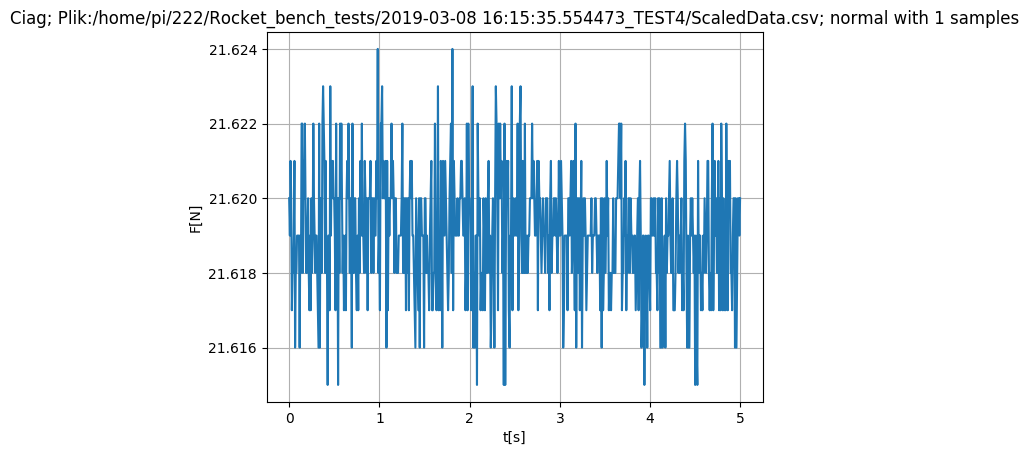 Ciag; Plik:/home/pi/222/Rocket_bench_tests/2019-03-08 16:15:35.554473_TEST4/ScaledData.csv; normal with 1 samples
21.624
21.622
21.620
21.618
21.616
F[N]
0 1 2 3 4 5
t[s]